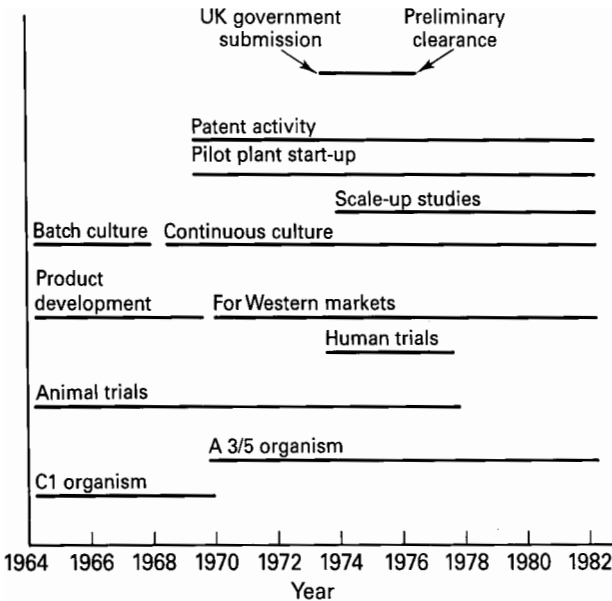 UK government
submission
Preliminary
clearance
Patent activity
Pilot plant start-up
Scale-up studies
Batch culture
Continuous culture
Product
development
For Western markets
Human trials
Animal trials
A 3/5 organism
C1 organism
1964 1966 1968 1970 1972 1974 1976 1978 1980 1982
Year